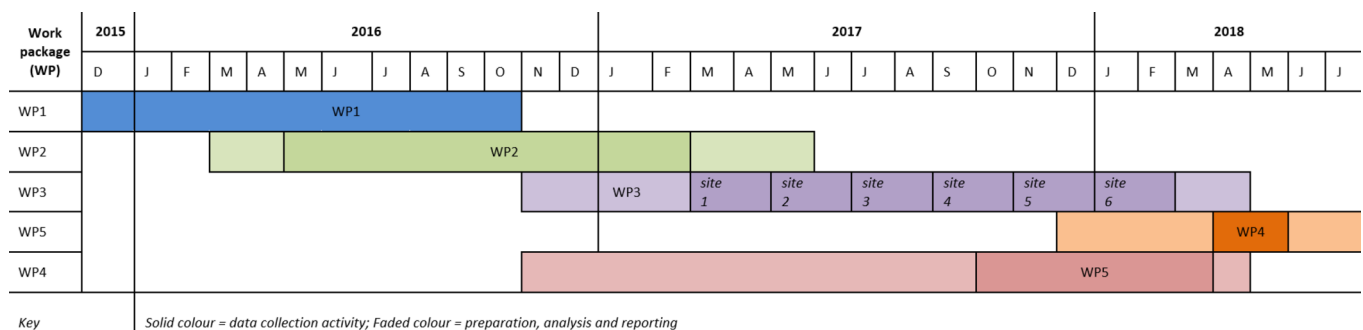 Work package (WP) 2015 2016 2017 2018
D J F M A M J J A S O N D J F M A M J J A S O N D J F M A M J J
WP1 WP1
WP2 WP2
WP3 WP3 site 1 site 2 site 3 site 4 site 5 site 6
WP5 WP4
WP4 WP5
Key Solid colour = data collection activity; Faded colour = preparation, analysis and reporting